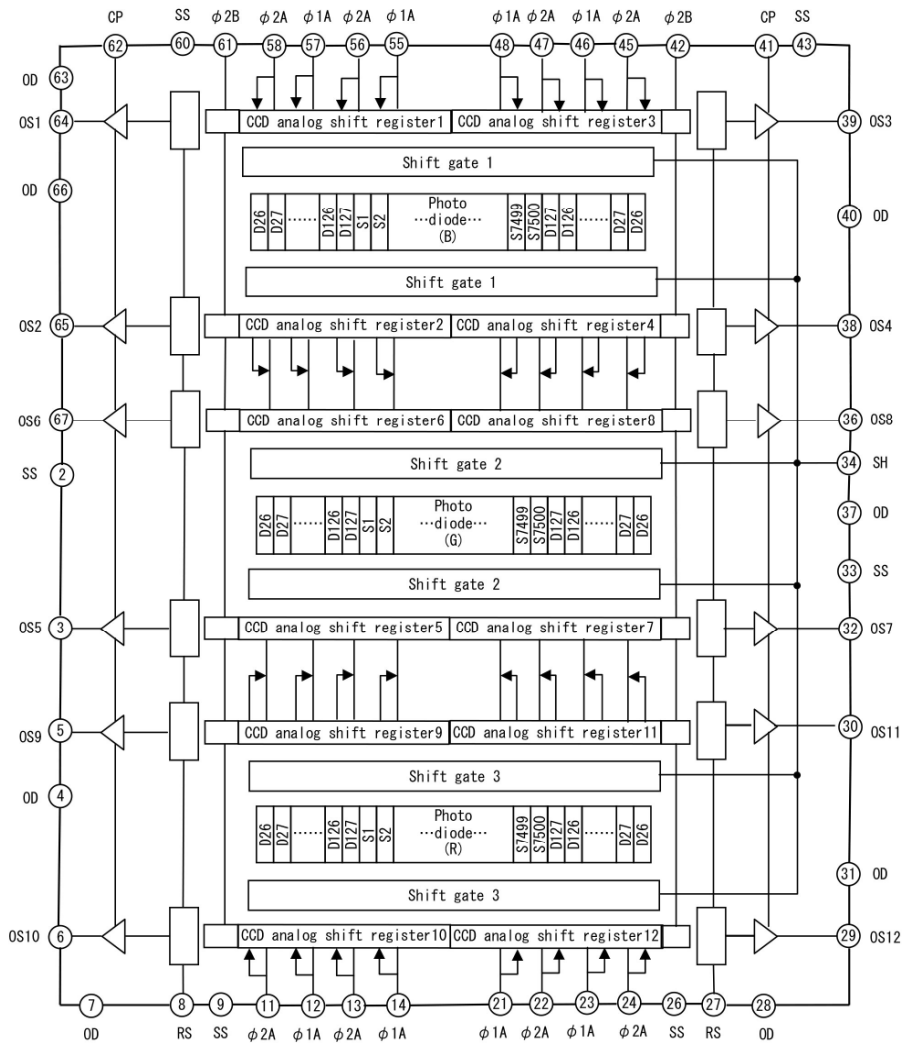 CP SS φ2B φ2A φ1A φ2A φ1A φ1A φ2A φ1A φ2A φ2B CP SS
62 60 61 58 57 56 55 48 47 46 45 42 41 43
OD 63
OS1 64 CCD analog shift register1 CCD analog shift register3 39 OS3
Shift gate 1
OD 66
D26 D27 ······ D126 D127 S1 S2 Photo ···diode··· (B) S7499 S7500 D127 D126 ······ D27 D26
40 OD
Shift gate 1
OS2 65 CCD analog shift register2 CCD analog shift register4 38 OS4
OS6 67 CCD analog shift register6 CCD analog shift register8 36 OS8
SS 2 Shift gate 2 34 SH
D26 D27 ······ D126 D127 S1 S2 Photo ···diode··· (G) S7499 S7500 D127 D126 ······ D27 D26
37 OD
33 SS
Shift gate 2
OS5 3 CCD analog shift register5 CCD analog shift register7 32 OS7
OS9 5 CCD analog shift register9 CCD analog shift register11 30 OS11
Shift gate 3
OD 4
D26 D27 ······ D126 D127 S1 S2 Photo ···diode··· (R) S7499 S7500 D127 D126 ······ D27 D26
31 OD
Shift gate 3
OS10 6 CCD analog shift register10 CCD analog shift register12 29 OS12
7 8 9 11 12 13 14 21 22 23 24 26 27 28
OD RS SS φ2A φ1A φ2A φ1A φ1A φ2A φ1A φ2A SS RS OD